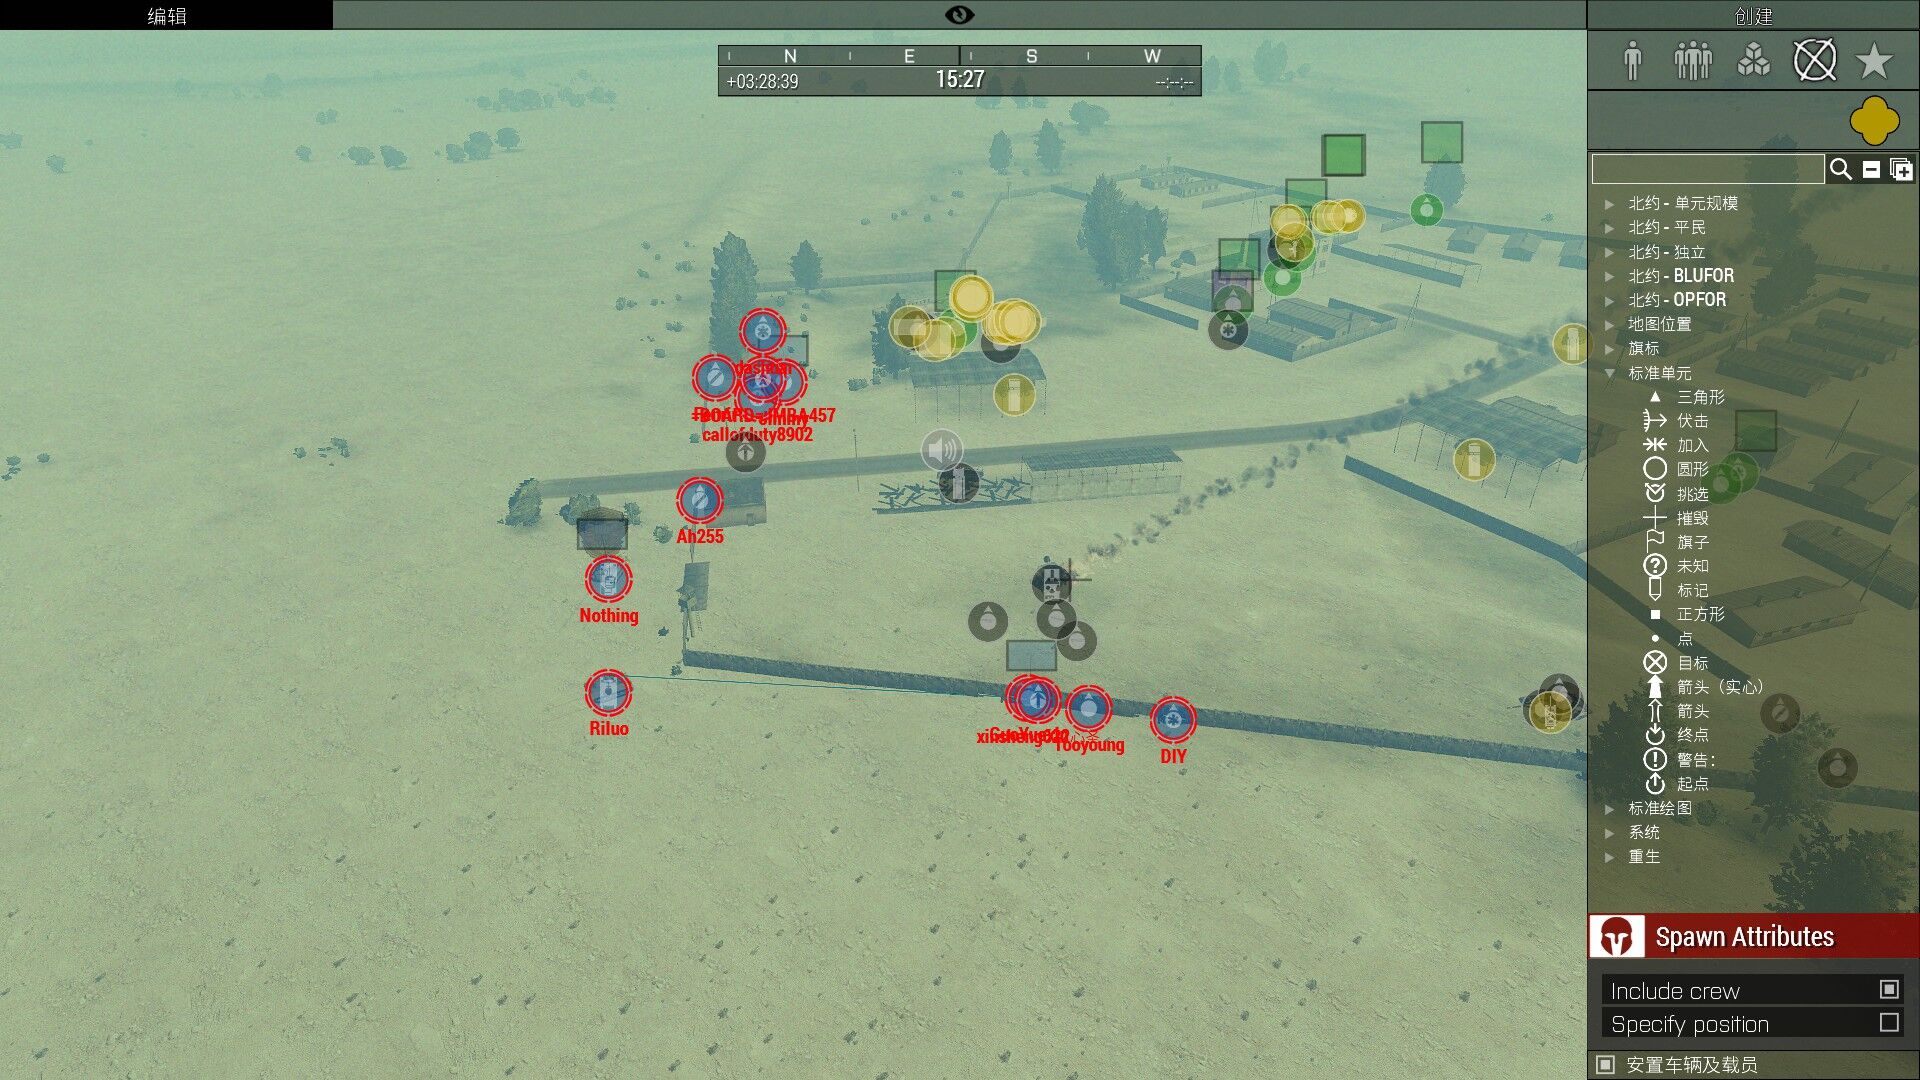 编辑
创建
N E S W
+03:28:39 15:27 --:--:--
北约 - 单元规模
北约 - 平民
北约 - 独立
北约 - BLUFOR
北约 - OPFOR
地图位置
旗标
标准单元
三角形
伏击
加入
圆形
挑选
摧毁
旗子
未知
标记
正方形
点
目标
箭头（实心）
箭头
终点
警告:
起点
标准绘图
系统
重生
callofduty8902
Ah255
Nothing
Riluo
Tooyoung
DIY
Spawn Attributes
Include crew
Specify position
安置车辆及载员